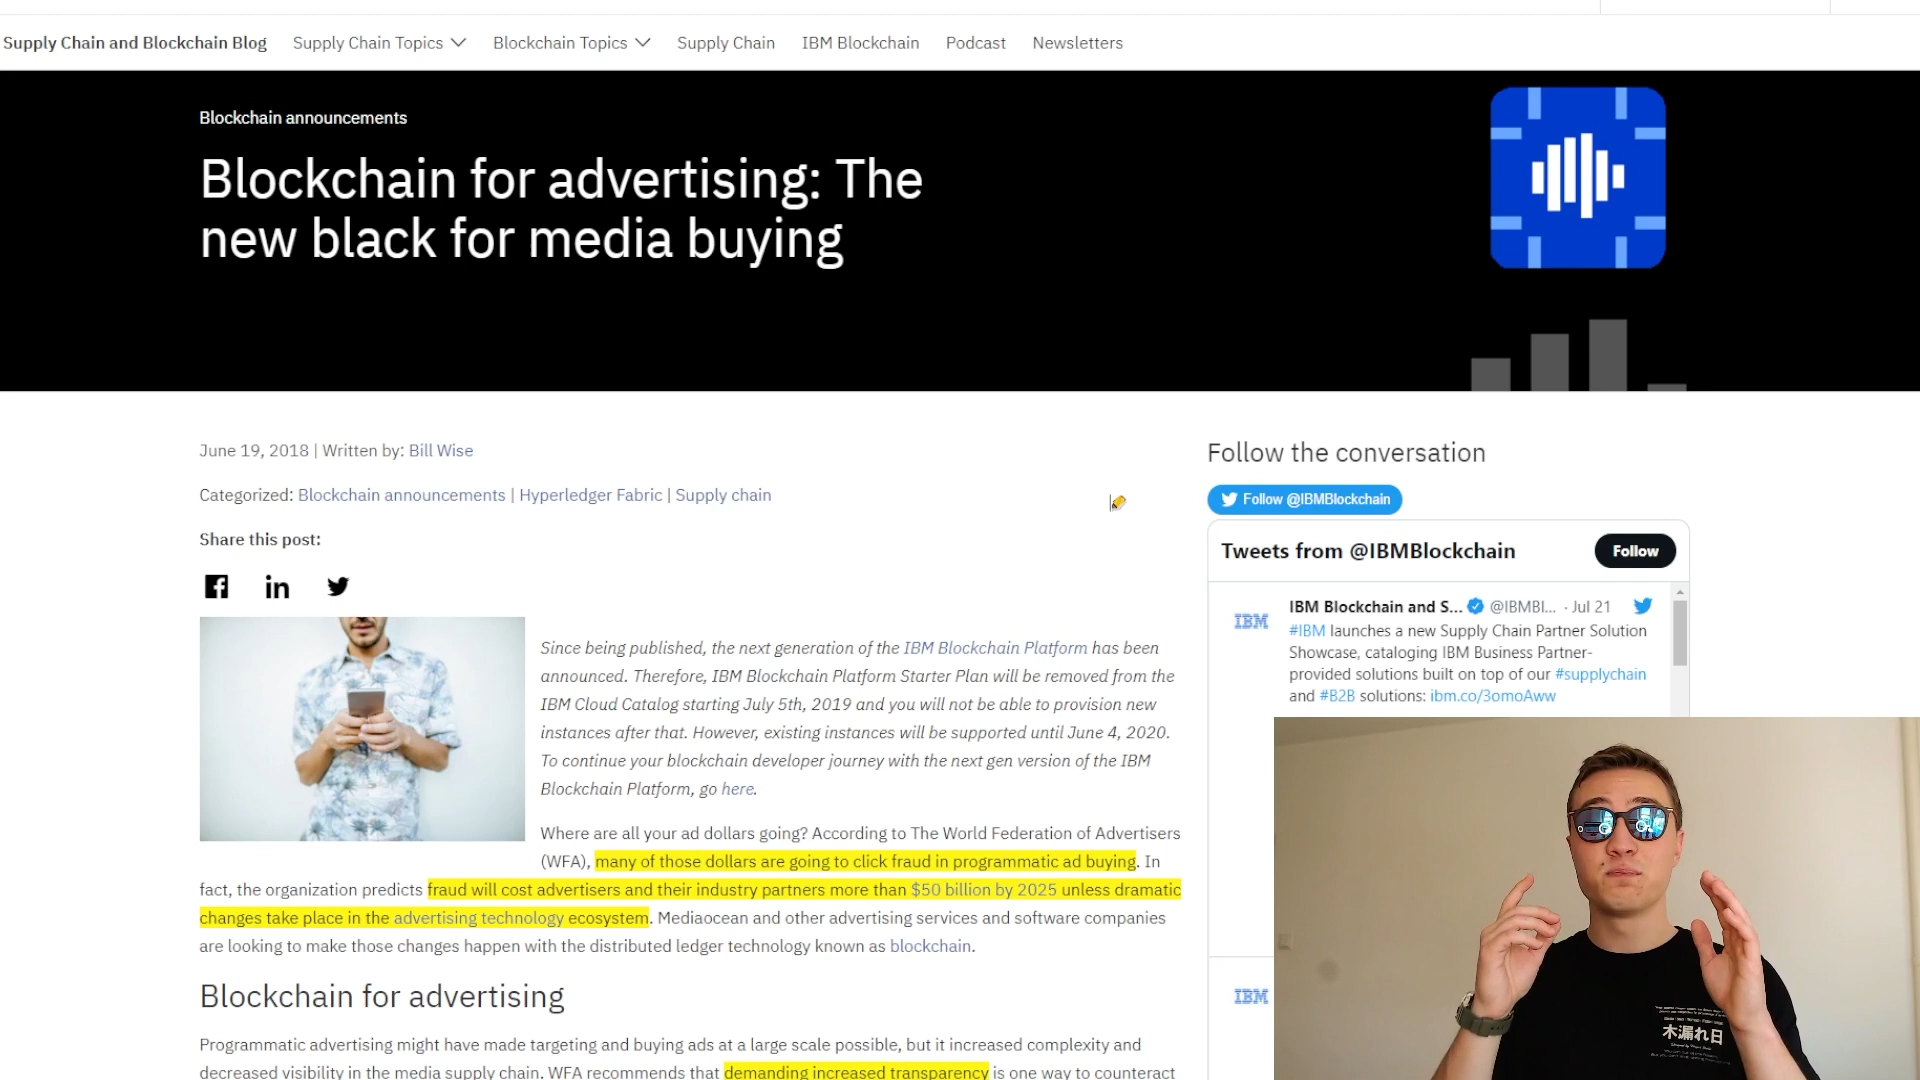 Supply Chain and Blockchain Blog Supply Chain Topics Blockchain Topics Supply Chain IBM Blockchain Podcast Newsletters
Blockchain announcements
Blockchain for advertising: The
new black for media buying
June 19, 2018 | Written by: Bill Wise
Categorized: Blockchain announcements | Hyperledger Fabric | Supply chain
Share this post:
Since being published, the next generation of the IBM Blockchain Platform has been
announced. Therefore, IBM Blockchain Platform Starter Plan will be removed from the
IBM Cloud Catalog starting July 5th, 2019 and you will not be able to provision new
instances after that. However, existing instances will be supported until June 4, 2020.
To continue your blockchain developer journey with the next gen version of the IBM
Blockchain Platform, go here.
Where are all your ad dollars going? According to The World Federation of Advertisers
(WFA), many of those dollars are going to click fraud in programmatic ad buying. In
fact, the organization predicts fraud will cost advertisers and their industry partners more than $50 billion by 2025 unless dramatic
changes take place in the advertising technology ecosystem. Mediaocean and other advertising services and software companies
are looking to make those changes happen with the distributed ledger technology known as blockchain.
Blockchain for advertising
Programmatic advertising might have made targeting and buying ads at a large scale possible, but it increased complexity and
decreased visibility in the media supply chain. WFA recommends that demanding increased transparency is one way to counteract
Follow the conversation
Follow @IBMBlockchain
Tweets from @IBMBlockchain
Follow
IBM
IBM Blockchain and S... @IBMBl... · Jul 21
#IBM launches a new Supply Chain Partner Solution
Showcase, cataloging IBM Business Partner-
provided solutions built on top of our #supplychain
and #B2B solutions: ibm.co/3omoAww
IBM
木漏れ日